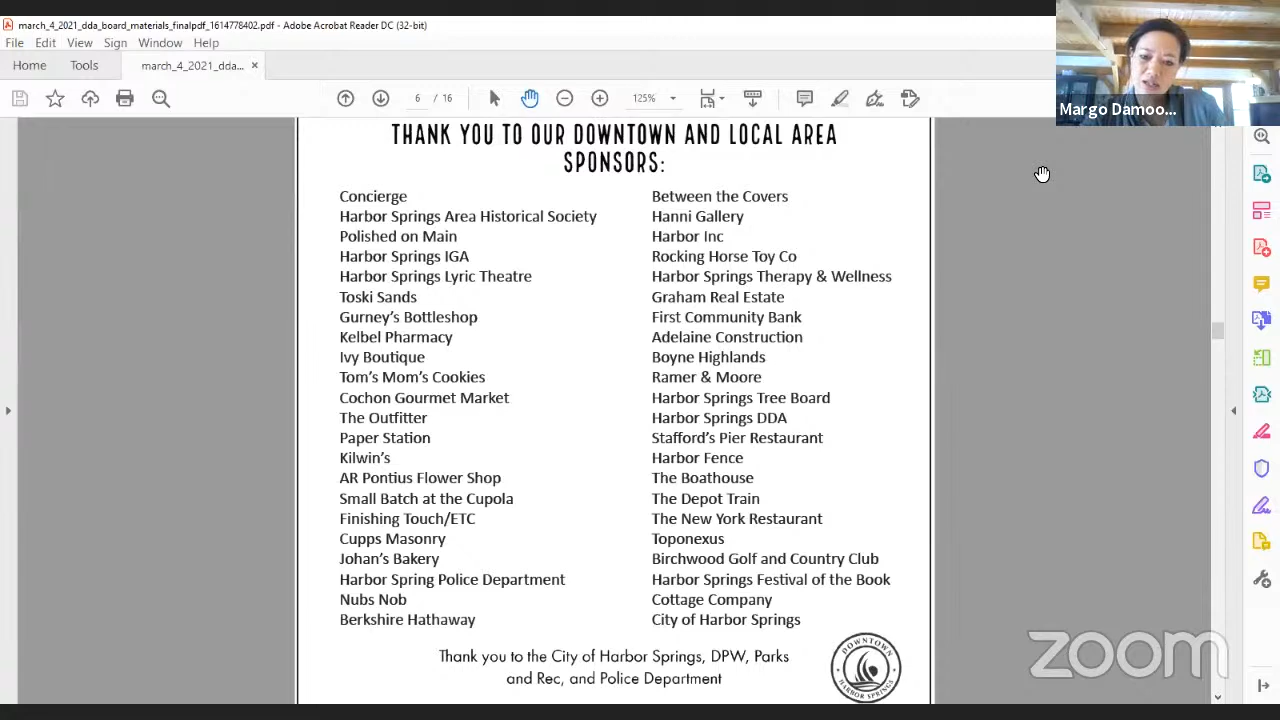 march_4_2021_dda_board_materials_finalpdf_1614778402.pdf - Adobe Acrobat Reader DC (32-bit)
File Edit View Sign Window Help
Home Tools march_4_2021_dda... ×
6 / 16 125%
Margo Damoo...
THANK YOU TO OUR DOWNTOWN AND LOCAL AREA
SPONSORS:
Concierge
Harbor Springs Area Historical Society
Polished on Main
Harbor Springs IGA
Harbor Springs Lyric Theatre
Toski Sands
Gurney's Bottleshop
Kelbel Pharmacy
Ivy Boutique
Tom's Mom's Cookies
Cochon Gourmet Market
The Outfitter
Paper Station
Kilwin's
AR Pontius Flower Shop
Small Batch at the Cupola
Finishing Touch/ETC
Cupps Masonry
Johan's Bakery
Harbor Spring Police Department
Nubs Nob
Berkshire Hathaway
Between the Covers
Hanni Gallery
Harbor Inc
Rocking Horse Toy Co
Harbor Springs Therapy & Wellness
Graham Real Estate
First Community Bank
Adelaine Construction
Boyne Highlands
Ramer & Moore
Harbor Springs Tree Board
Harbor Springs DDA
Stafford's Pier Restaurant
Harbor Fence
The Boathouse
The Depot Train
The New York Restaurant
Toponexus
Birchwood Golf and Country Club
Harbor Springs Festival of the Book
Cottage Company
City of Harbor Springs
Thank you to the City of Harbor Springs, DPW, Parks
and Rec, and Police Department
DOWNTOWN
HARBOR SPRINGS
zoom